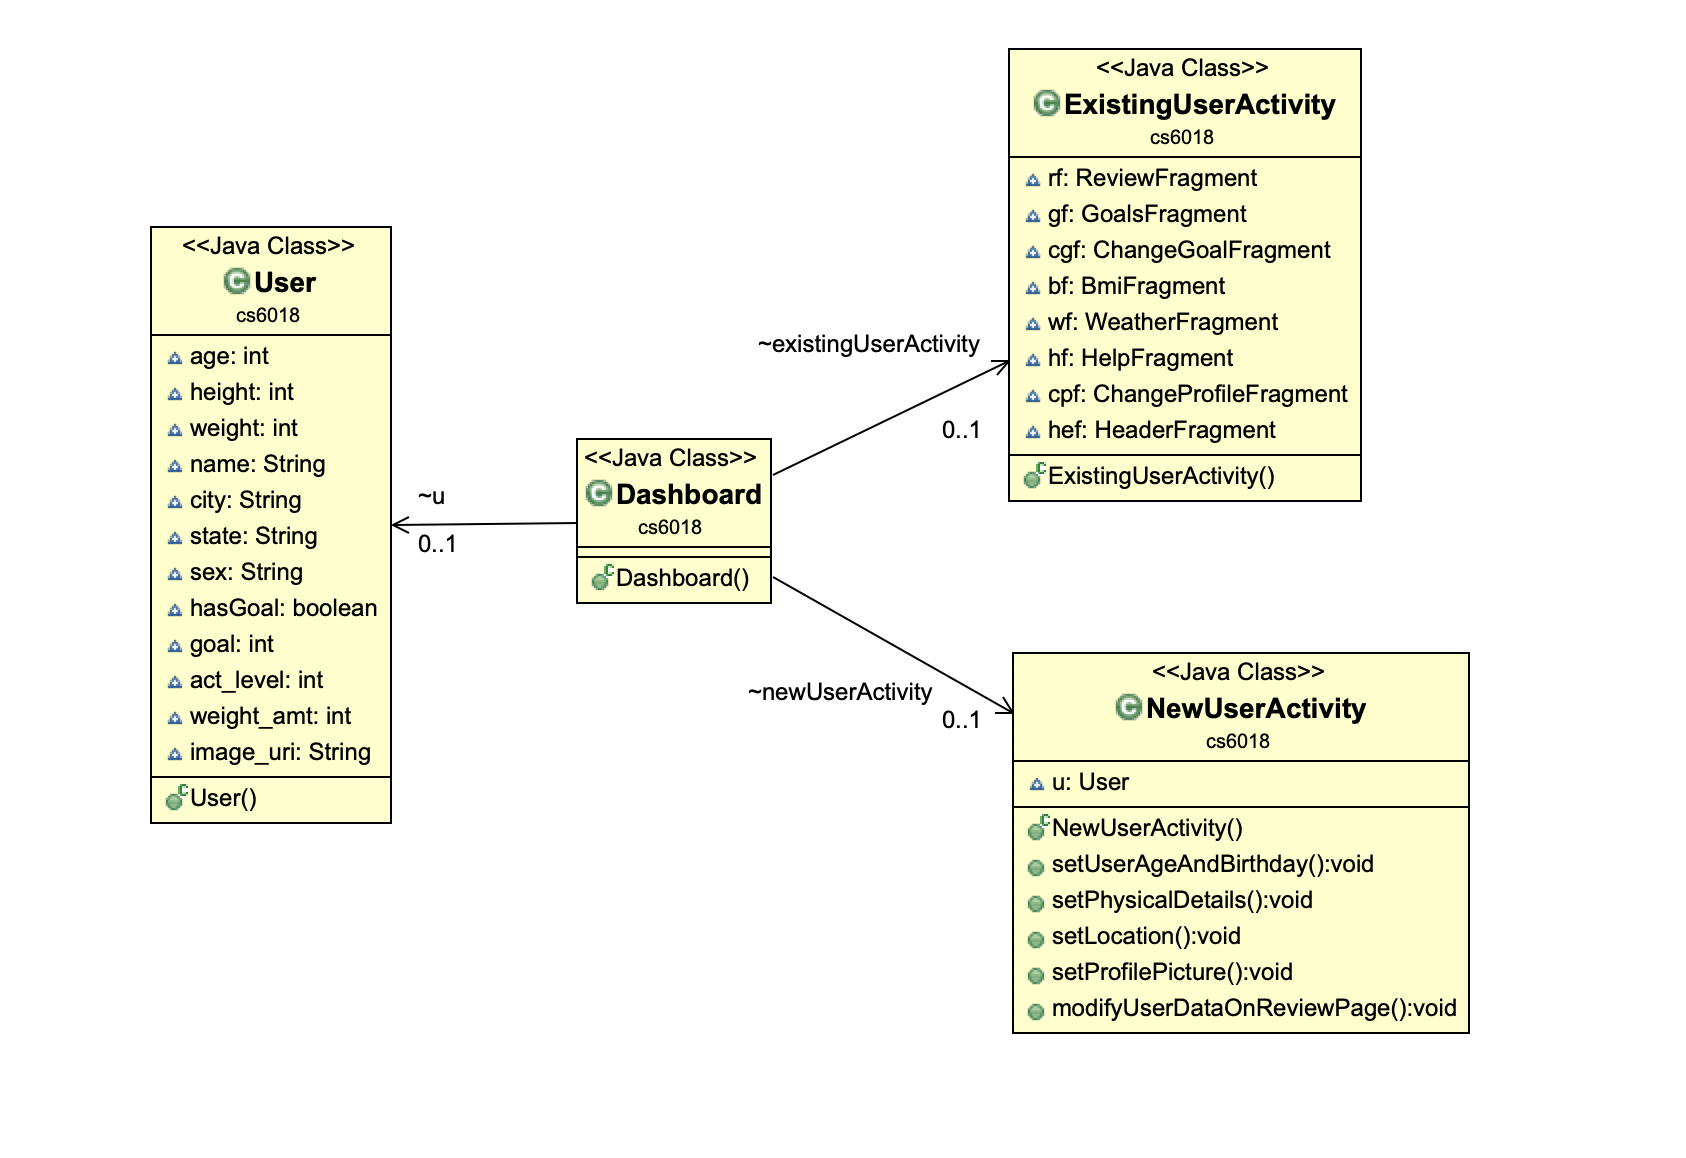 <<Java Class>>
User
cs6018
age: int
height: int
weight: int
name: String
city: String
state: String
sex: String
hasGoal: boolean
goal: int
act_level: int
weight_amt: int
image_uri: String
User()
~u
0..1
<<Java Class>>
Dashboard
cs6018
Dashboard()
~existingUserActivity
0..1
<<Java Class>>
ExistingUserActivity
cs6018
rf: ReviewFragment
gf: GoalsFragment
cgf: ChangeGoalFragment
bf: BmiFragment
wf: WeatherFragment
hf: HelpFragment
cpf: ChangeProfileFragment
hef: HeaderFragment
ExistingUserActivity()
~newUserActivity
0..1
<<Java Class>>
NewUserActivity
cs6018
u: User
NewUserActivity()
setUserAgeAndBirthday():void
setPhysicalDetails():void
setLocation():void
setProfilePicture():void
modifyUserDataOnReviewPage():void